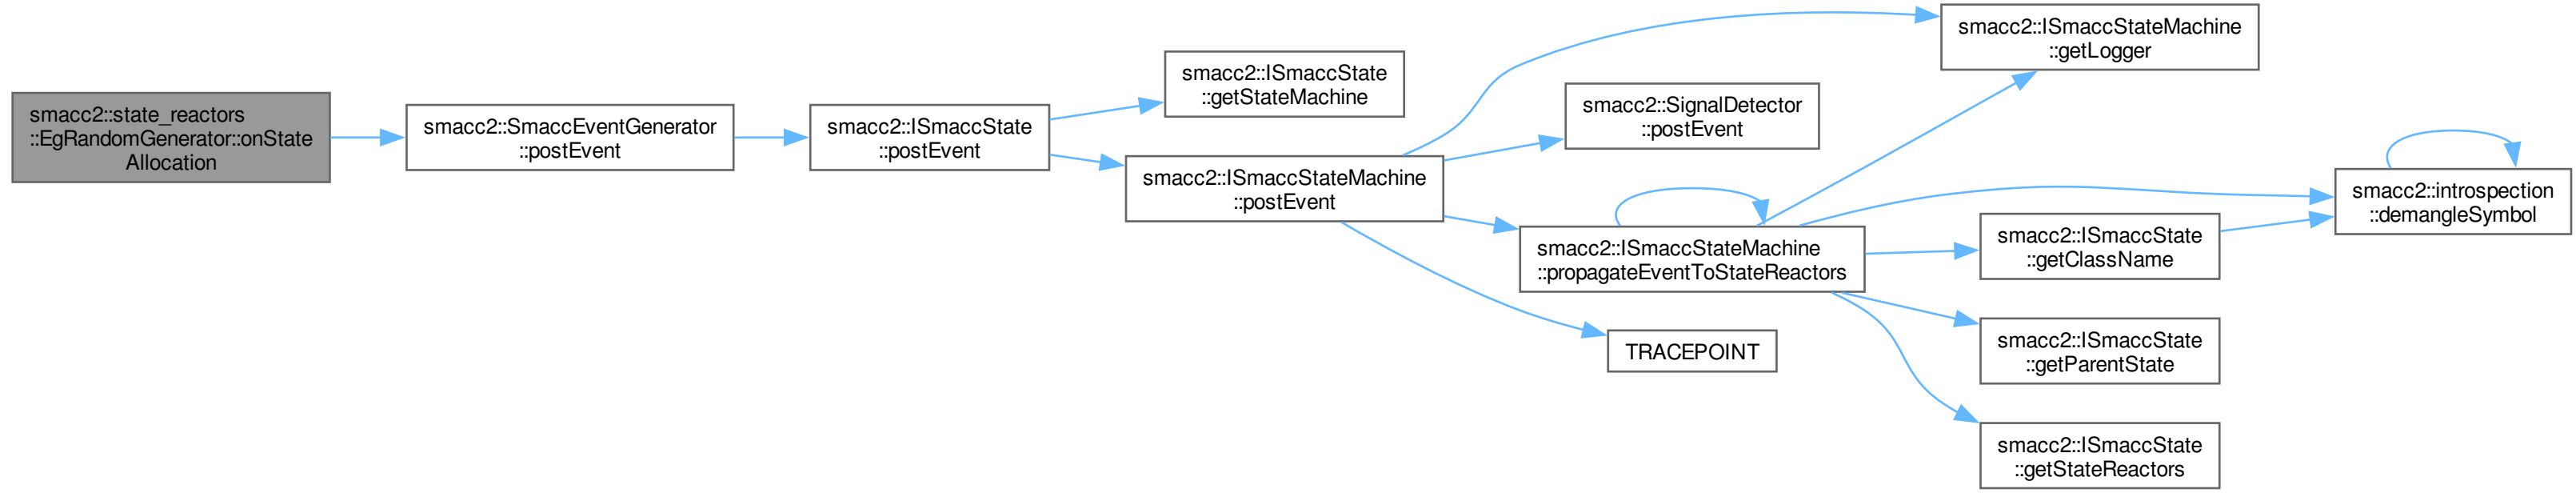 smacc2::state_reactors
::EgRandomGenerator::onState
Allocation
smacc2::SmaccEventGenerator
::postEvent
smacc2::ISmaccState
::postEvent
smacc2::ISmaccState
::getStateMachine
smacc2::ISmaccStateMachine
::postEvent
smacc2::ISmaccStateMachine
::getLogger
smacc2::SignalDetector
::postEvent
smacc2::ISmaccStateMachine
::propagateEventToStateReactors
TRACEPOINT
smacc2::introspection
::demangleSymbol
smacc2::ISmaccState
::getClassName
smacc2::ISmaccState
::getParentState
smacc2::ISmaccState
::getStateReactors